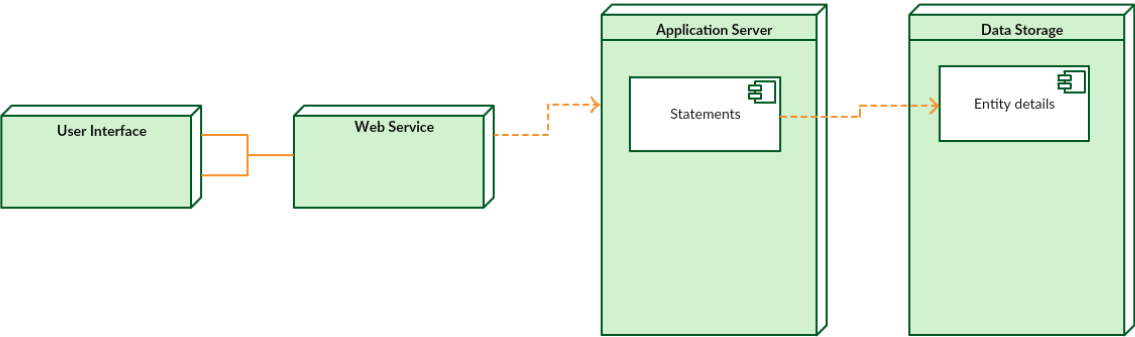 User Interface
Web Service
Application Server
Statements
Data Storage
Entity details